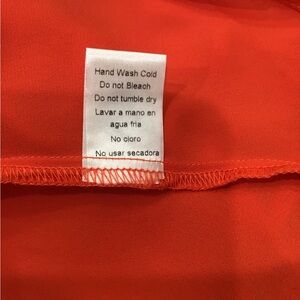 Hand Wash Cold
Do not Bleach
Do not tumble dry
Lavar a mano en
agua fria
No cloro
No usar secadora